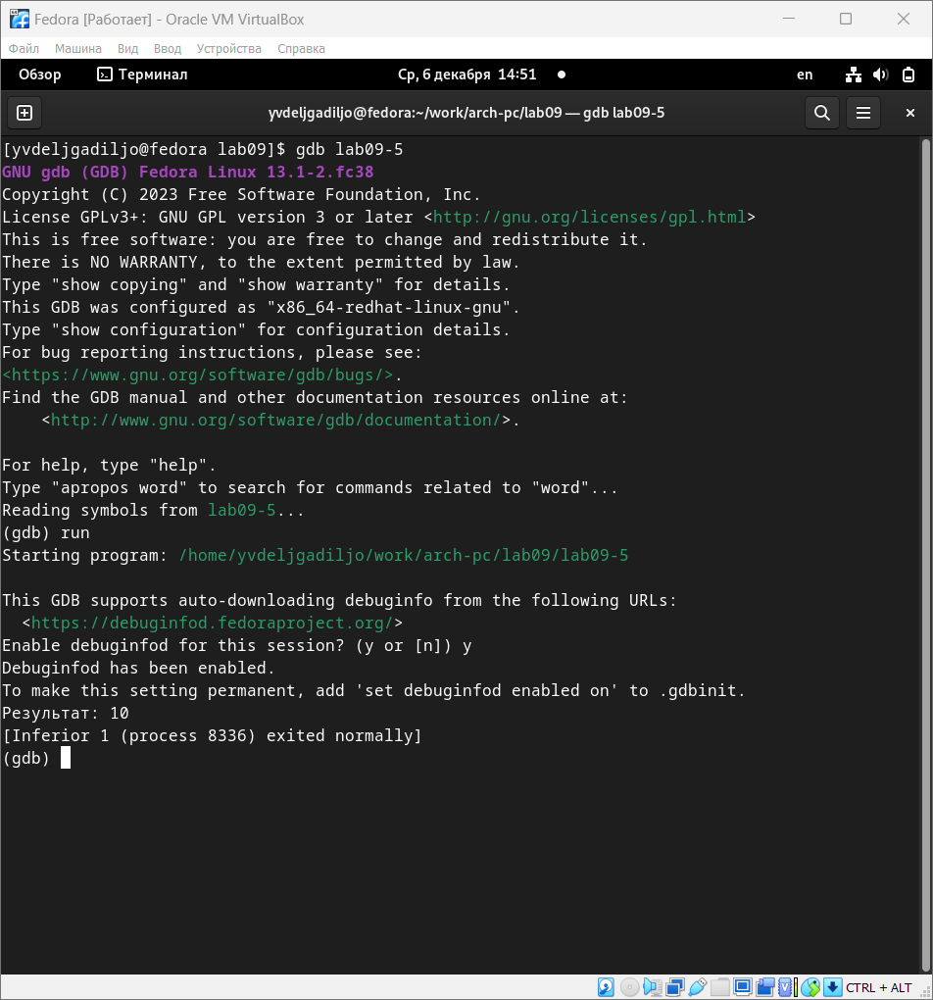 Fedora [Работает] - Oracle VM VirtualBox
Файл Машина Вид Ввод Устройства Справка
Обзор Терминал Ср, 6 декабря 14:51 en
yvdeljgadiljo@fedora:~/work/arch-pc/lab09 — gdb lab09-5
[yvdeljgadiljo@fedora lab09]$ gdb lab09-5
GNU gdb (GDB) Fedora Linux 13.1-2.fc38
Copyright (C) 2023 Free Software Foundation, Inc.
License GPLv3+: GNU GPL version 3 or later <http://gnu.org/licenses/gpl.html>
This is free software: you are free to change and redistribute it.
There is NO WARRANTY, to the extent permitted by law.
Type "show copying" and "show warranty" for details.
This GDB was configured as "x86_64-redhat-linux-gnu".
Type "show configuration" for configuration details.
For bug reporting instructions, please see:
<https://www.gnu.org/software/gdb/bugs/>.
Find the GDB manual and other documentation resources online at:
    <http://www.gnu.org/software/gdb/documentation/>.
For help, type "help".
Type "apropos word" to search for commands related to "word"...
Reading symbols from lab09-5...
(gdb) run
Starting program: /home/yvdeljgadiljo/work/arch-pc/lab09/lab09-5
This GDB supports auto-downloading debuginfo from the following URLs:
  <https://debuginfod.fedoraproject.org/>
Enable debuginfod for this session? (y or [n]) y
Debuginfod has been enabled.
To make this setting permanent, add 'set debuginfod enabled on' to .gdbinit.
Результат: 10
[Inferior 1 (process 8336) exited normally]
(gdb)
CTRL + ALT